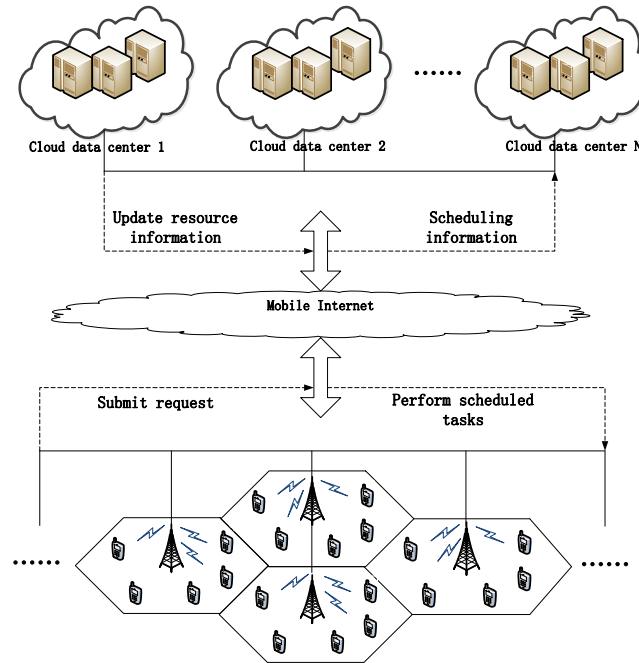 Cloud data center 1
Cloud data center 2
Cloud data center N
Update resource
information
Scheduling
information
Mobile Internet
Submit request
Perform scheduled
tasks